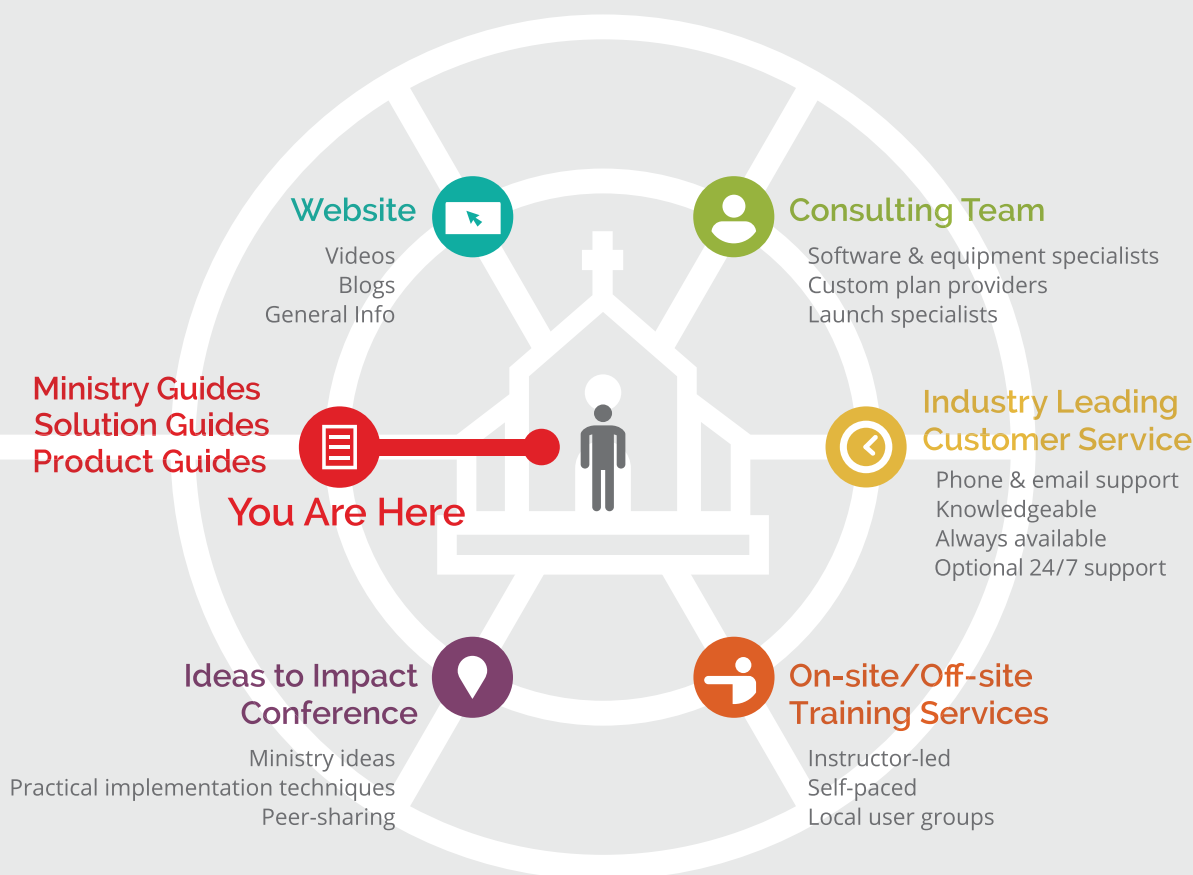 Website
Videos
Blogs
General Info
Consulting Team
Software & equipment specialists
Custom plan providers
Launch specialists
Ministry Guides
Solution Guides
Product Guides
You Are Here
Industry Leading
Customer Service
Phone & email support
Knowledgeable
Always available
Optional 24/7 support
Ideas to Impact
Conference
Ministry ideas
Practical implementation techniques
Peer-sharing
On-site/Off-site
Training Services
Instructor-led
Self-paced
Local user groups